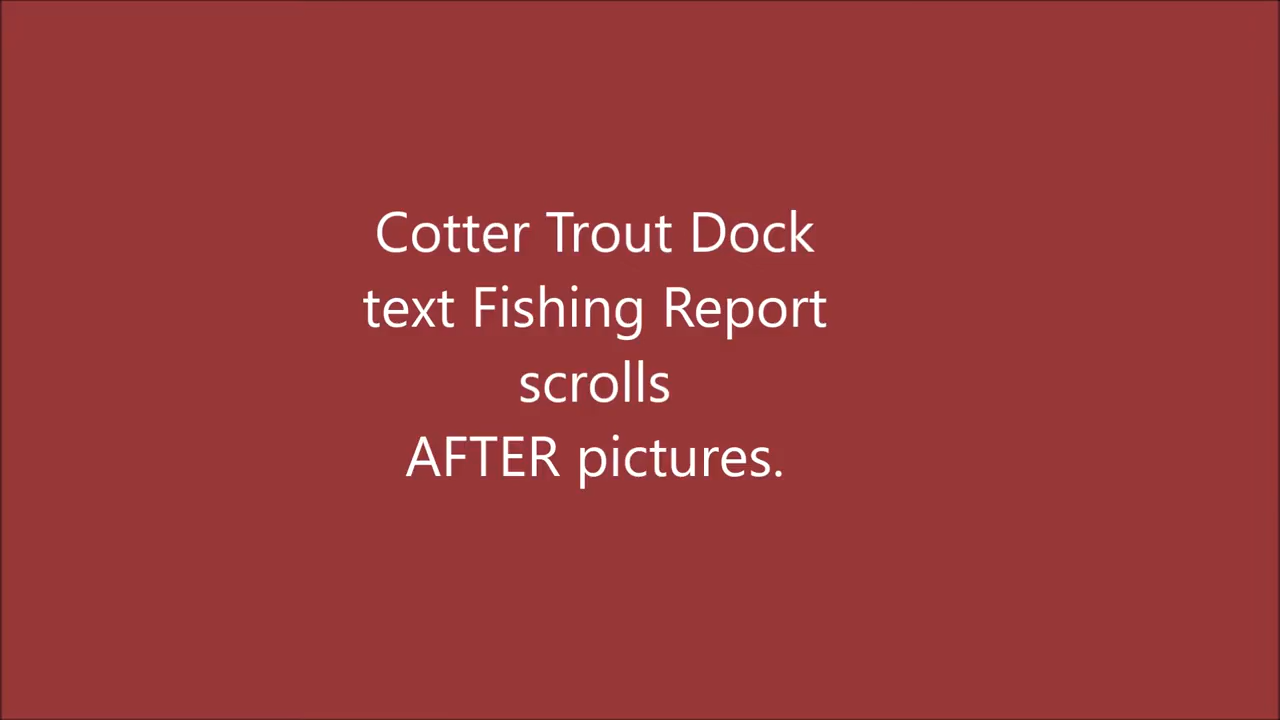 Cotter Trout Dock
text Fishing Report
scrolls
AFTER pictures.